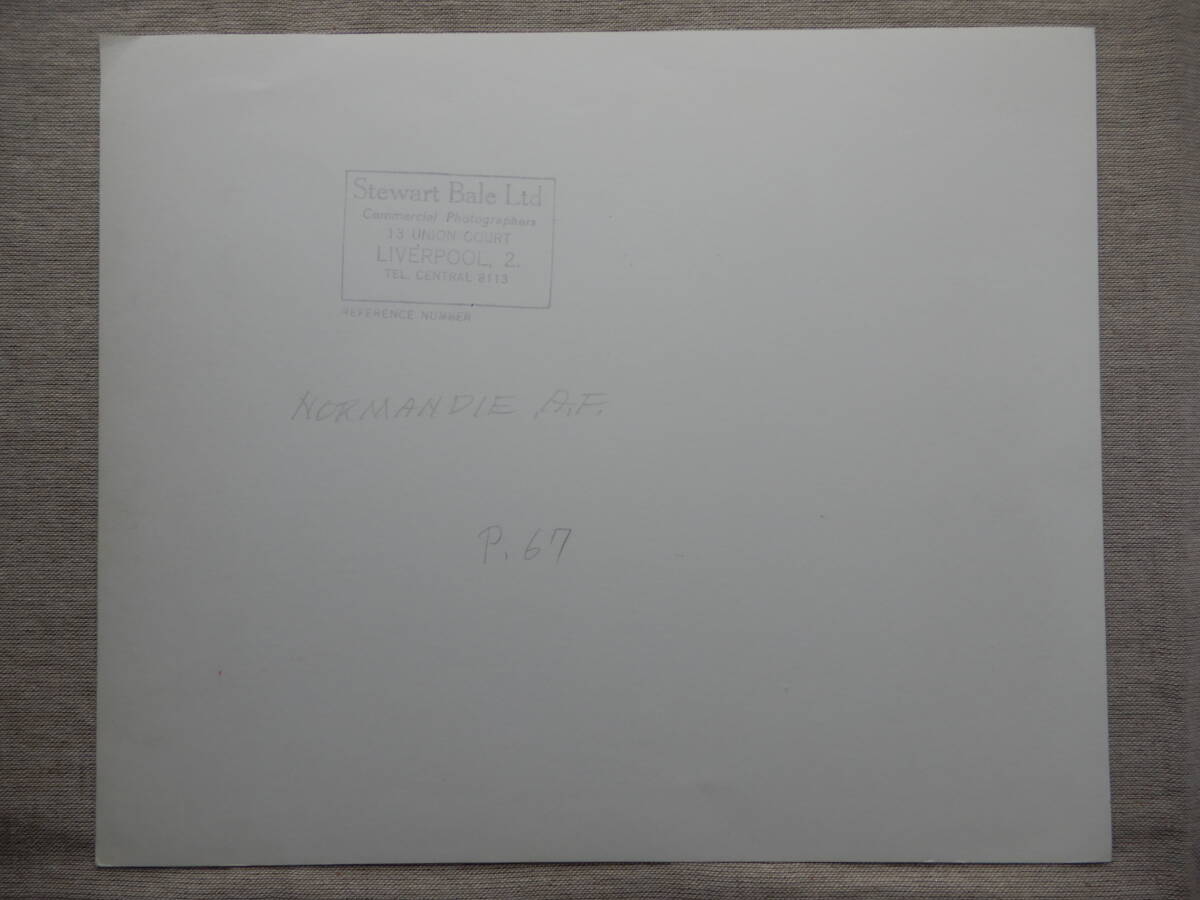 Stewart Bale Ltd
Commercial Photographers
13 UNION COURT
LIVERPOOL, 2.
TEL. CENTRAL 8113
REFERENCE NUMBER
NORMANDIE A.F.
P. 67